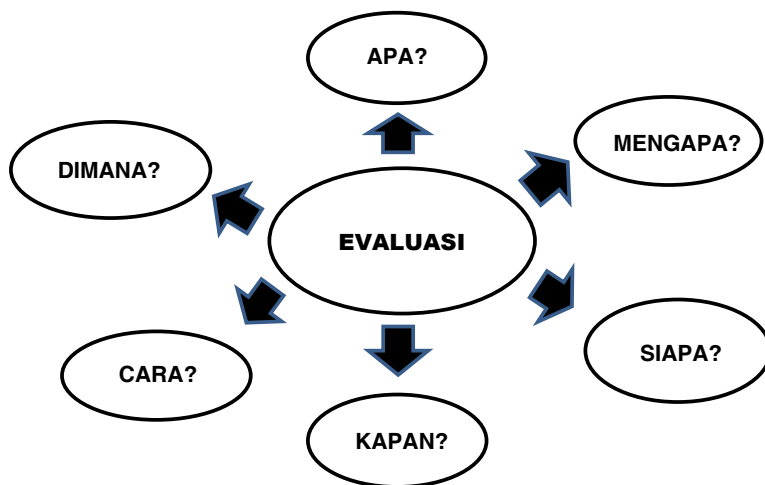 APA?
MENGAPA?
DIMANA?
EVALUASI
SIAPA?
CARA?
KAPAN?